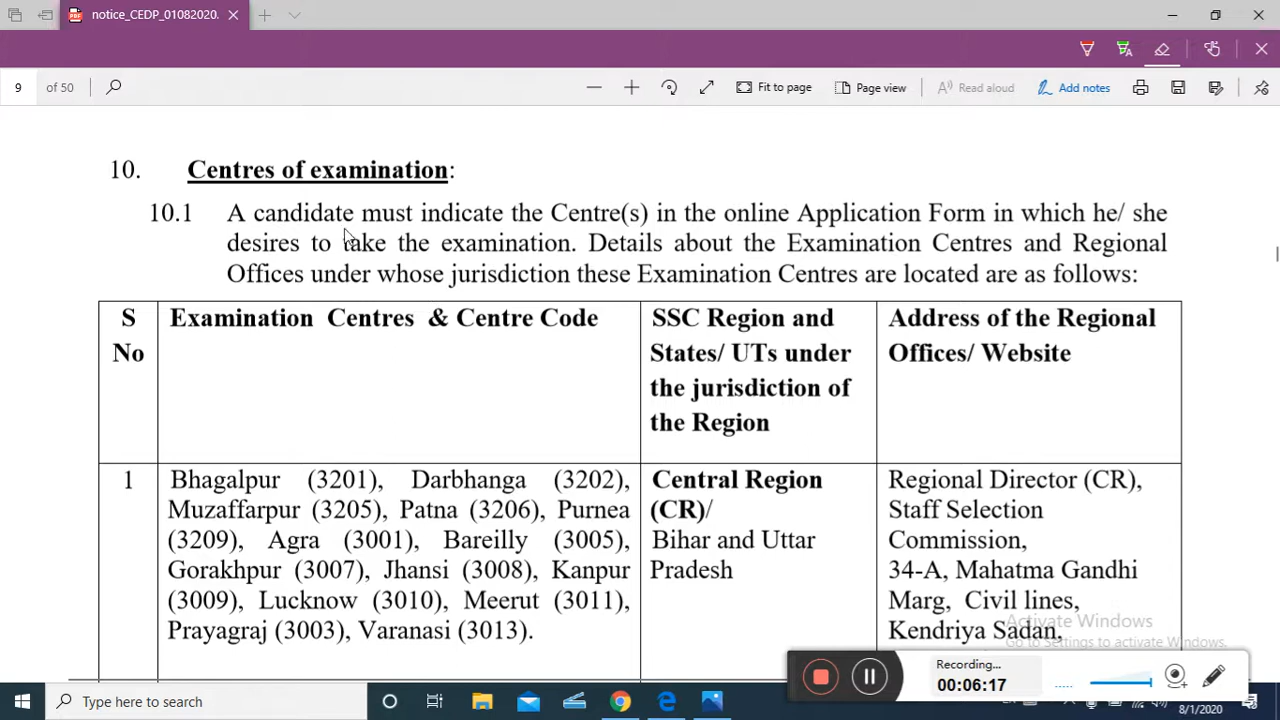 notice_CEDP_01082020.
9 of 50
Fit to page
Page view
Read aloud
Add notes
10. Centres of examination:
10.1 A candidate must indicate the Centre(s) in the online Application Form in which he/ she
desires to take the examination. Details about the Examination Centres and Regional
Offices under whose jurisdiction these Examination Centres are located are as follows:
S
No
Examination Centres & Centre Code
SSC Region and
States/ UTs under
the jurisdiction of
the Region
Address of the Regional
Offices/ Website
1
Bhagalpur (3201), Darbhanga (3202),
Muzaffarpur (3205), Patna (3206), Purnea
(3209), Agra (3001), Bareilly (3005),
Gorakhpur (3007), Jhansi (3008), Kanpur
(3009), Lucknow (3010), Meerut (3011),
Prayagraj (3003), Varanasi (3013).
Central Region
(CR)/
Bihar and Uttar
Pradesh
Regional Director (CR),
Staff Selection
Commission,
34-A, Mahatma Gandhi
Marg, Civil lines,
Kendriya Sadan,
Activate Windows
Go to Settings to activate Windows.
Recording...
00:06:17
Type here to search
8/1/2020